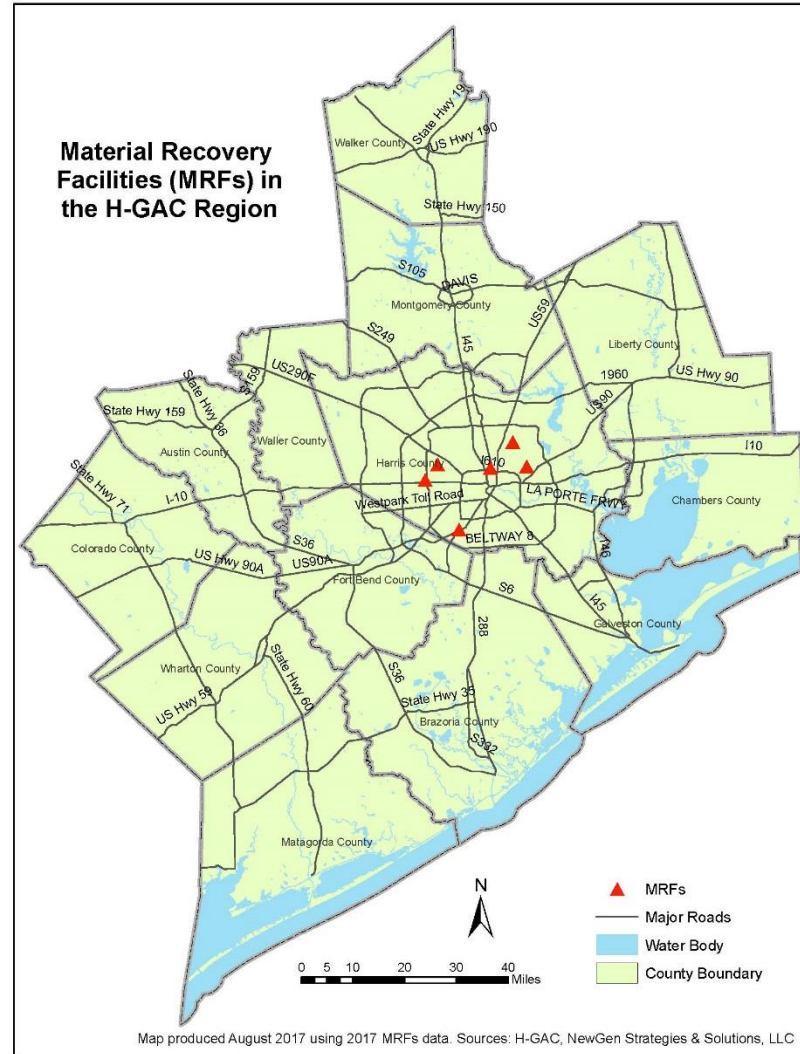 Material Recovery
Facilities (MRFs) in
the H-GAC Region
Walker County
State Hwy 19
US Hwy 190
State Hwy 150
S105
DAVIS
Montgomery County
US59
I45
S249
Liberty County
1960
US Hwy 90
US90
S159
US290F
State Hwy 36
State Hwy 159
Austin County
Waller County
Harris County
I610
I10
Chambers County
State Hwy 71
I-10
Westpark Toll Road
LA PORTE FRWY
BELTWAY 8
146
Colorado County
US Hwy 90A
S36
US90A
Fort Bend County
S6
I45
Galveston County
288
Wharton County
State Hwy 60
US Hwy 59
S36
State Hwy 35
Brazoria County
S332
Matagorda County
N
0 5 10 20 30 40
Miles
MRFs
Major Roads
Water Body
County Boundary
Map produced August 2017 using 2017 MRFs data. Sources: H-GAC, NewGen Strategies & Solutions, LLC